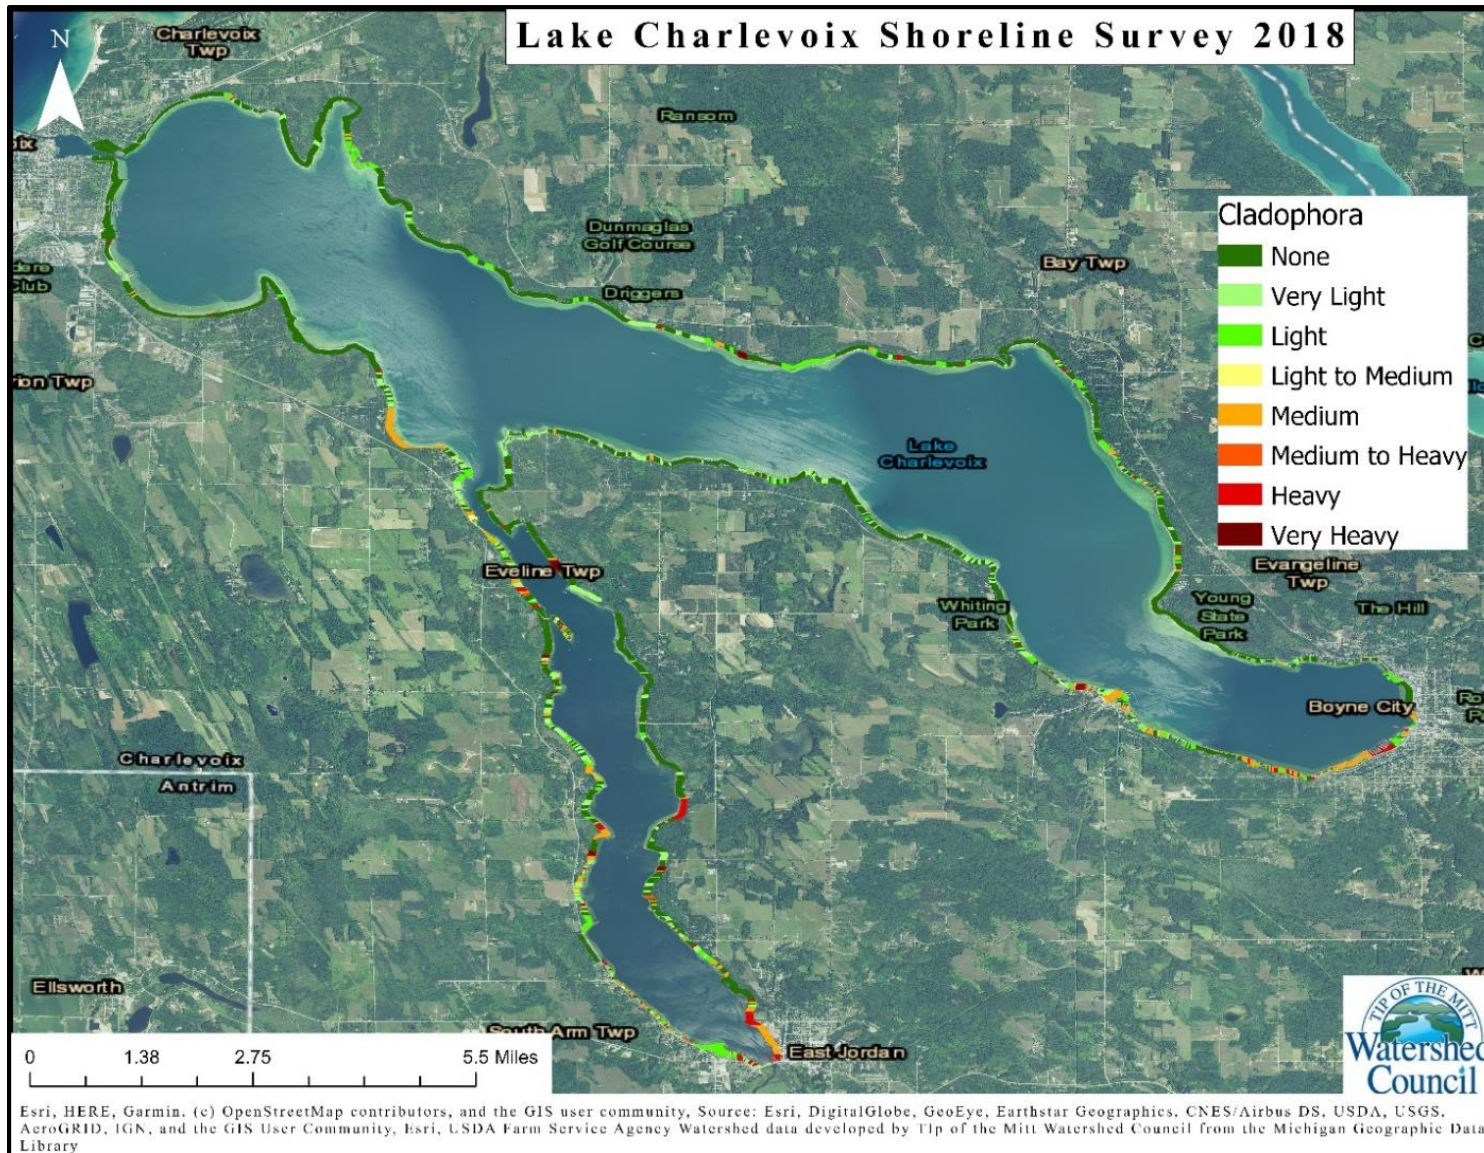 Lake Charlevoix Shoreline Survey 2018
N
Charlevoix
Twp
Ransom
Dunmaglas
Golf Course
Driggers
Bay Twp
Club
Twp
Lake
Charlevoix
Cladophora
None
Very Light
Light
Light to Medium
Medium
Medium to Heavy
Heavy
Very Heavy
Eveline Twp
Evangeline
Twp
Young
State
Park
The Hill
Whiting
Park
Boyne City
Charlevoix
Antrim
Ellsworth
South Arm Twp
East Jordan
0 1.38 2.75 5.5 Miles
TIP OF THE MITT
Watershed
Council
Esri, HERE, Garmin, (c) OpenStreetMap contributors, and the GIS user community, Source: Esri, DigitalGlobe, GeoEye, Earthstar Geographics, CNES/Airbus DS, USDA, USGS,
AeroGRID, IGN, and the GIS User Community, Esri, USDA Farm Service Agency Watershed data developed by TIp of the Mitt Watershed Council from the Michigan Geographic Data
Library